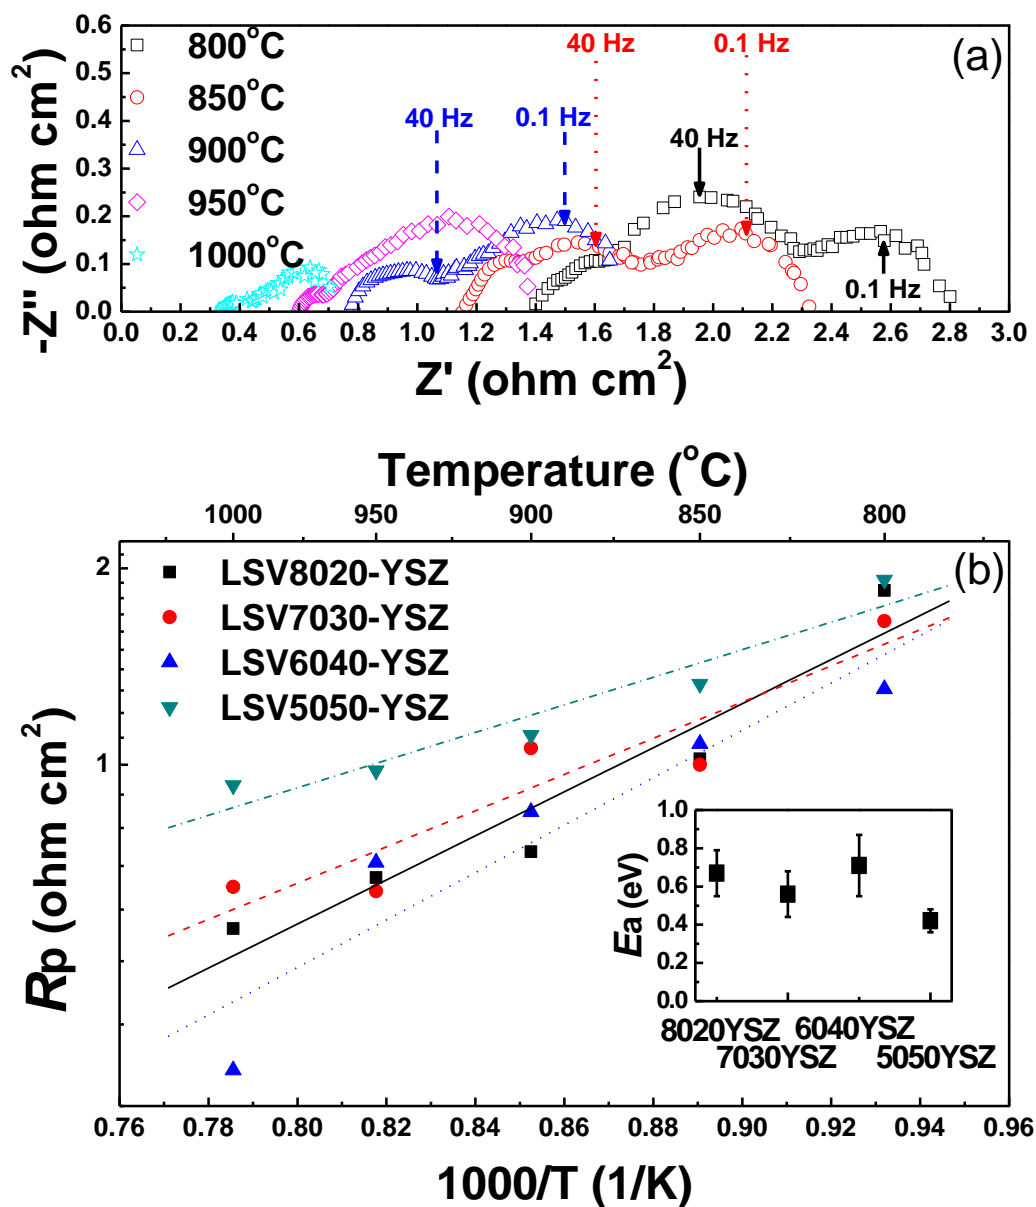 0.6
0.5
0.4
0.3
0.2
0.1
0.0
-Z'' (ohm cm²)
800°C
850°C
900°C
950°C
1000°C
40 Hz
0.1 Hz
40 Hz
0.1 Hz
40 Hz
0.1 Hz
(a)
0.0 0.2 0.4 0.6 0.8 1.0 1.2 1.4 1.6 1.8 2.0 2.2 2.4 2.6 2.8 3.0
Z' (ohm cm²)
Temperature (°C)
1000 950 900 850 800
2
1
Rp (ohm cm²)
LSV8020-YSZ
LSV7030-YSZ
LSV6040-YSZ
LSV5050-YSZ
(b)
1.0
0.8
0.6
0.4
0.2
0.0
Ea (eV)
8020YSZ 6040YSZ
7030YSZ 5050YSZ
0.76 0.78 0.80 0.82 0.84 0.86 0.88 0.90 0.92 0.94 0.96
1000/T (1/K)